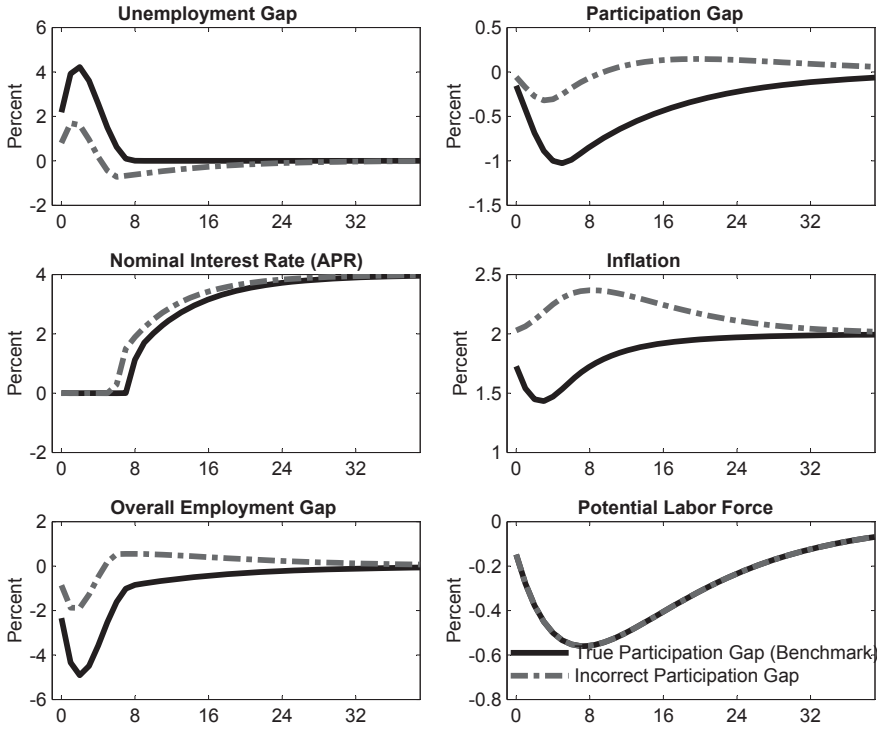 Unemployment Gap
Percent
6
4
2
0
-2
0 8 16 24 32
Participation Gap
Percent
0.5
0
-0.5
-1
-1.5
0 8 16 24 32
Nominal Interest Rate (APR)
Percent
4
2
0
-2
0 8 16 24 32
Inflation
Percent
2.5
2
1.5
1
0 8 16 24 32
Overall Employment Gap
Percent
2
0
-2
-4
-6
0 8 16 24 32
Potential Labor Force
Percent
0
-0.2
-0.4
-0.6
-0.8
0 8 16 24 32
True Participation Gap (Benchmark)
Incorrect Participation Gap